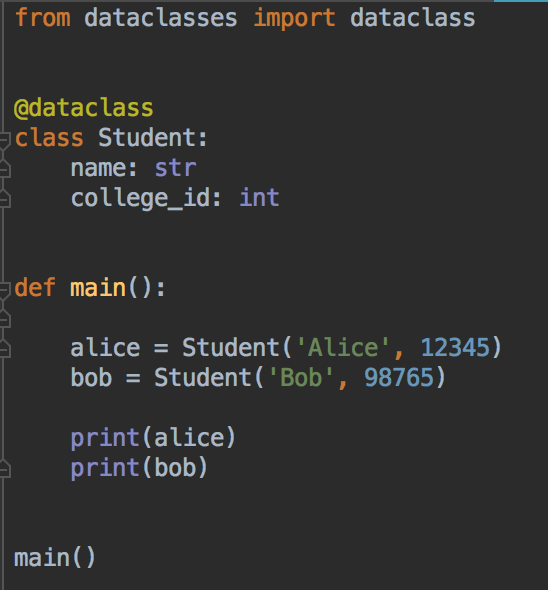 from dataclasses import dataclass
@dataclass
class Student:
    name: str
    college_id: int
def main():
    alice = Student('Alice', 12345)
    bob = Student('Bob', 98765)
    print(alice)
    print(bob)
main()